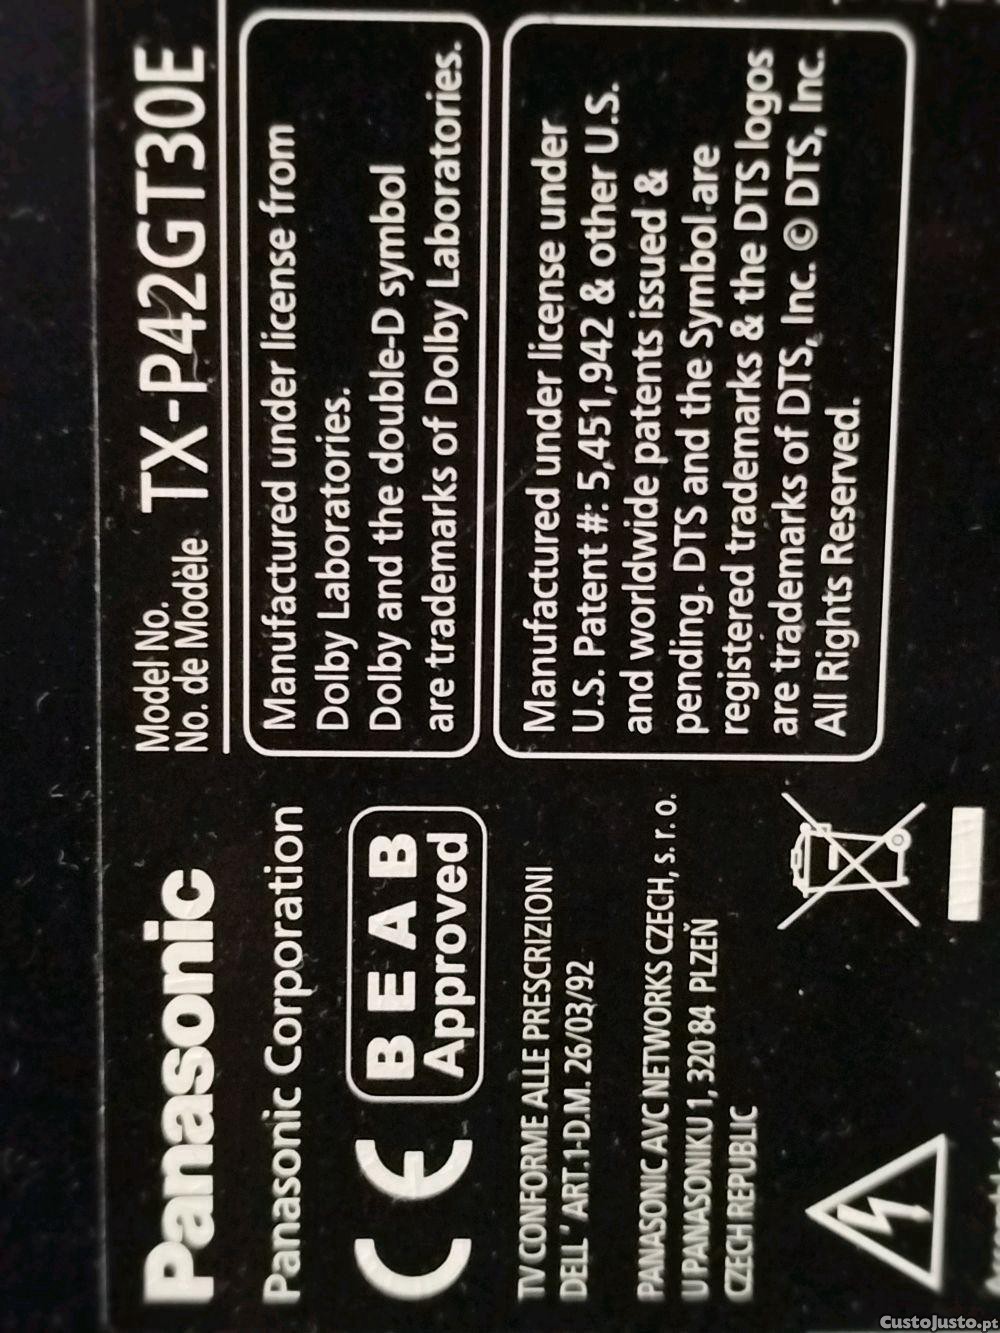 Panasonic
Model No.
No. de Modèle TX-P42GT30E
Panasonic Corporation
BEAB
Approved
TV CONFORME ALLE PRESCRIZIONI
DELL' ART.1-D.M. 26/03/92
PANASONIC AVC NETWORKS CZECH, s. r. o.
U PANASONIKU 1, 320 84 PLZEŇ
CZECH REPUBLIC
Manufactured under license from
Dolby Laboratories.
Dolby and the double-D symbol
are trademarks of Dolby Laboratories.
Manufactured under license under
U.S. Patent #: 5,451,942 & other U.S.
and worldwide patents issued &
pending. DTS and the Symbol are
registered trademarks & the DTS logos
are trademarks of DTS, Inc. © DTS, Inc.
All Rights Reserved.
CustoJusto.pt